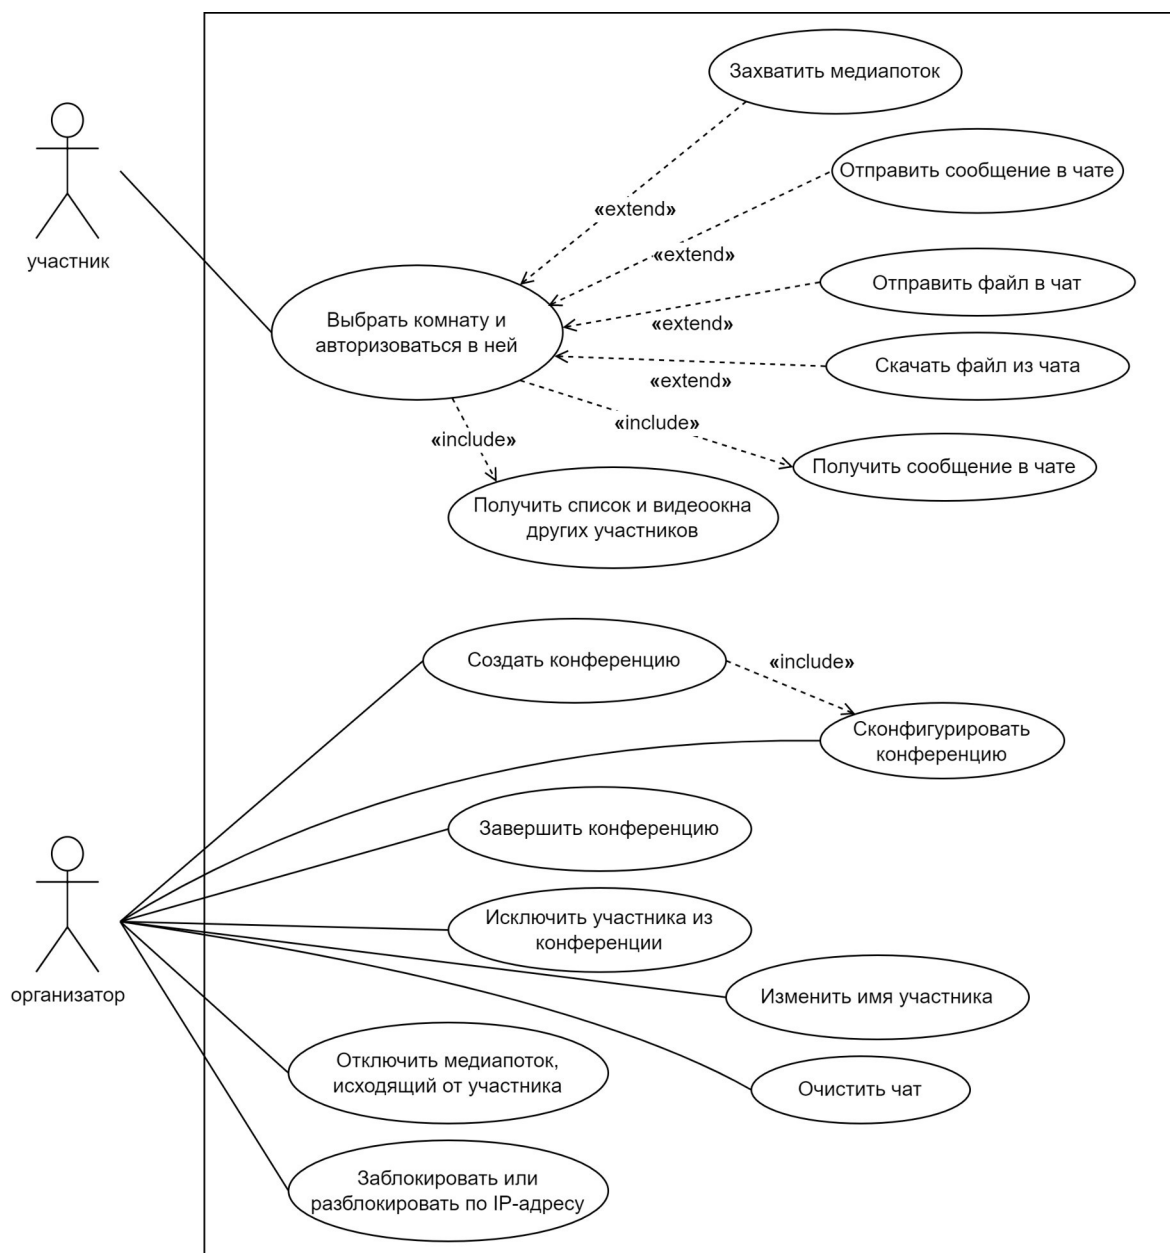 Захватить медиапоток
Отправить сообщение в чате
«extend»
участник
«extend»
Отправить файл в чат
Выбрать комнату и
авторизоваться в ней
«extend»
Скачать файл из чата
«extend»
«include»
«include»
Получить сообщение в чате
Получить список и видеоокна
других участников
Создать конференцию
«include»
Сконфигурировать
конференцию
Завершить конференцию
Исключить участника из
конференции
организатор
Изменить имя участника
Отключить медиапоток,
исходящий от участника
Очистить чат
Заблокировать или
разблокировать по IP-адресу